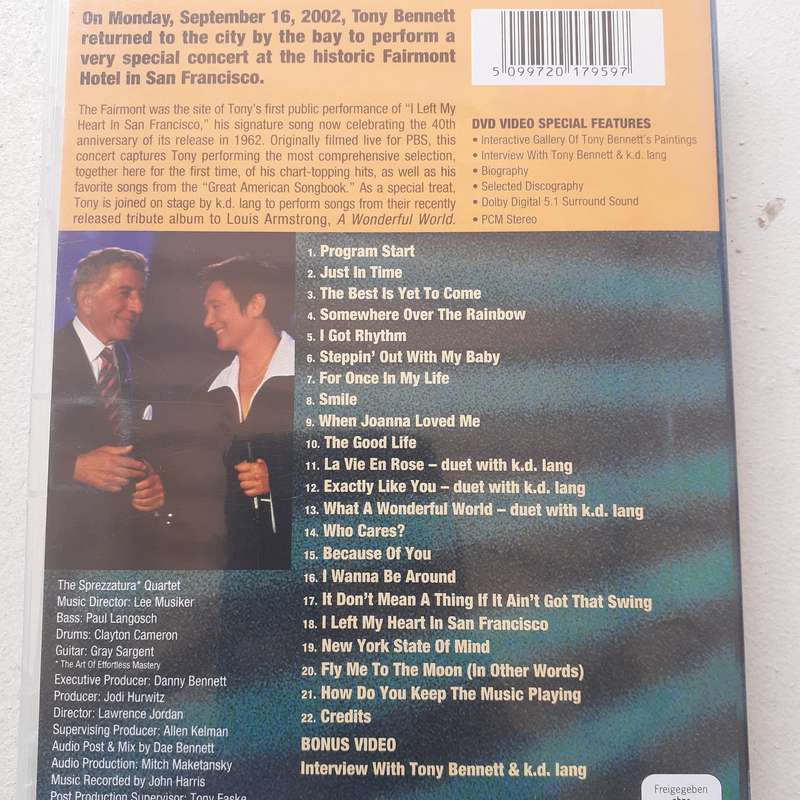 On Monday, September 16, 2002, Tony Bennett
returned to the city by the bay to perform a
very special concert at the historic Fairmont
Hotel in San Francisco.
5 099720 179597
The Fairmont was the site of Tony's first public performance of "I Left My
Heart In San Francisco," his signature song now celebrating the 40th
anniversary of its release in 1962. Originally filmed live for PBS, this
concert captures Tony performing the most comprehensive selection,
together here for the first time, of his chart-topping hits, as well as his
favorite songs from the "Great American Songbook." As a special treat,
Tony is joined on stage by k.d. lang to perform songs from their recently
released tribute album to Louis Armstrong, A Wonderful World.
DVD VIDEO SPECIAL FEATURES
• Interactive Gallery Of Tony Bennett's Paintings
• Interview With Tony Bennett & k.d. lang
• Biography
• Selected Discography
• Dolby Digital 5.1 Surround Sound
• PCM Stereo
1. Program Start
2. Just In Time
3. The Best Is Yet To Come
4. Somewhere Over The Rainbow
5. I Got Rhythm
6. Steppin' Out With My Baby
7. For Once In My Life
8. Smile
9. When Joanna Loved Me
10. The Good Life
11. La Vie En Rose – duet with k.d. lang
12. Exactly Like You – duet with k.d. lang
13. What A Wonderful World – duet with k.d. lang
14. Who Cares?
15. Because Of You
16. I Wanna Be Around
17. It Don't Mean A Thing If It Ain't Got That Swing
18. I Left My Heart In San Francisco
19. New York State Of Mind
20. Fly Me To The Moon (In Other Words)
21. How Do You Keep The Music Playing
22. Credits
BONUS VIDEO
Interview With Tony Bennett & k.d. lang
The Sprezzatura* Quartet
Music Director: Lee Musiker
Bass: Paul Langosch
Drums: Clayton Cameron
Guitar: Gray Sargent
* The Art Of Effortless Mastery
Executive Producer: Danny Bennett
Producer: Jodi Hurwitz
Director: Lawrence Jordan
Supervising Producer: Allen Kelman
Audio Post & Mix by Dae Bennett
Audio Production: Mitch Maketansky
Music Recorded by John Harris
Post Production Supervisor: Tony
Freigegeben